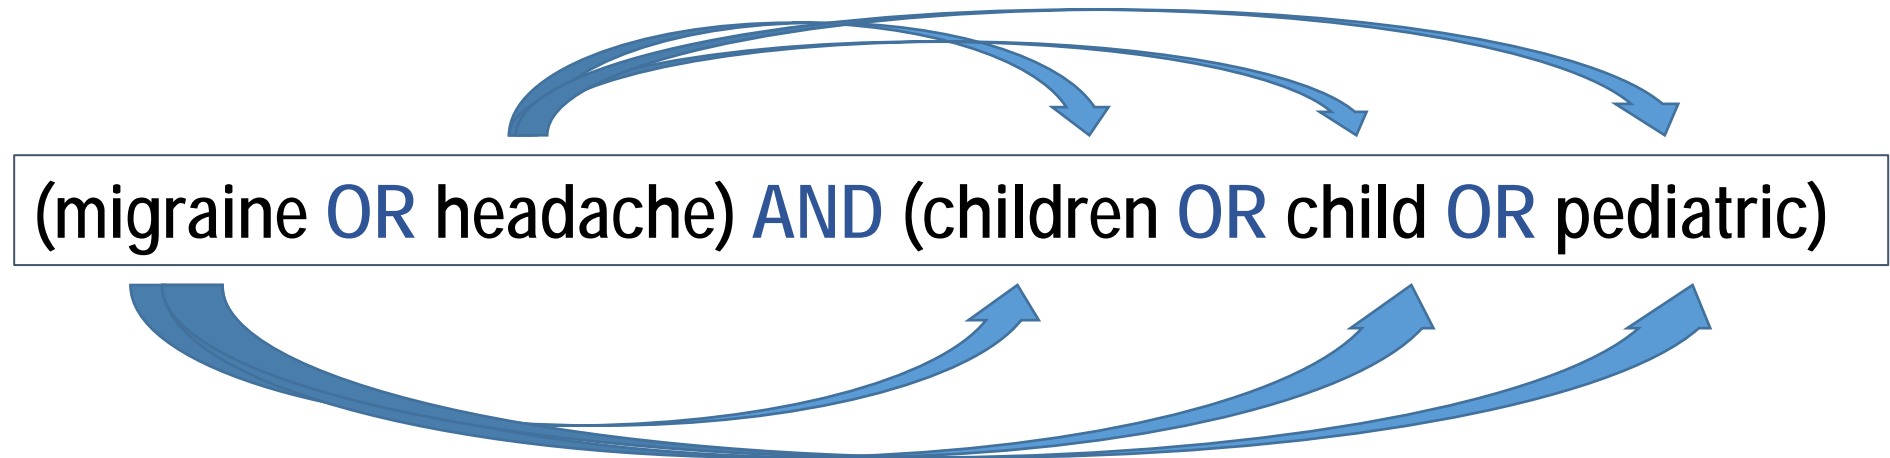 (migraine OR headache) AND (children OR child OR pediatric)